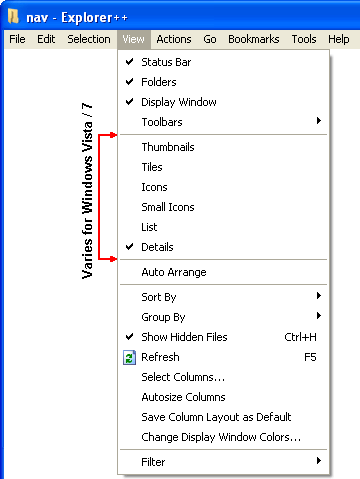 nav - Explorer++
File Edit Selection View Actions Go Bookmarks Tools Help
Status Bar
Folders
Display Window
Toolbars
Varies for Windows Vista / 7
Thumbnails
Tiles
Icons
Small Icons
List
Details
Auto Arrange
Sort By
Group By
Show Hidden Files Ctrl+H
Refresh F5
Select Columns...
Autosize Columns
Save Column Layout as Default
Change Display Window Colors...
Filter